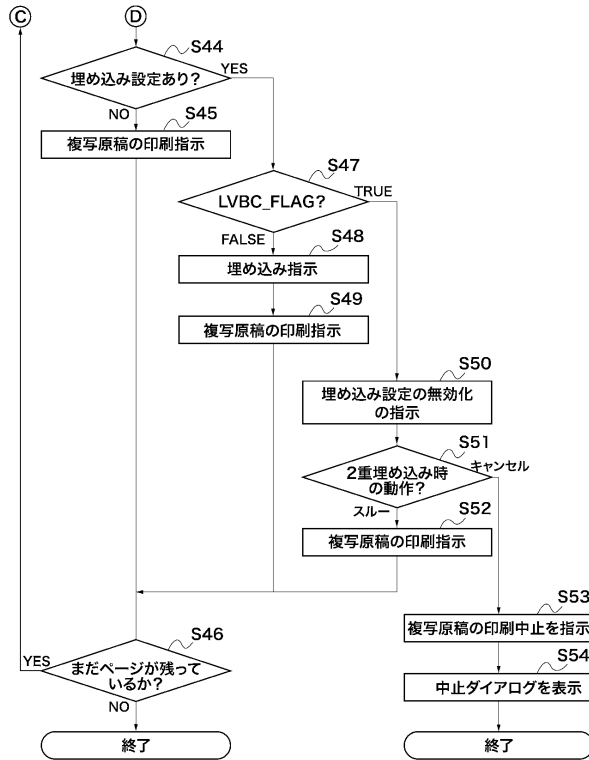 C
D
S44
埋め込み設定あり?
YES
NO
S45
複写原稿の印刷指示
S47
LVBC_FLAG?
TRUE
FALSE
S48
埋め込み指示
S49
複写原稿の印刷指示
S50
埋め込み設定の無効化
の指示
S51
2重埋め込み時
の動作?
キャンセル
スルー
S52
複写原稿の印刷指示
S53
複写原稿の印刷中止を指示
S46
まだページが残って
いるか?
YES
NO
S54
中止ダイアログを表示
終了
終了